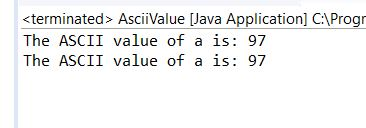 <terminated> AsciiValue [Java Application] C:\Progr
The ASCII value of a is: 97
The ASCII value of a is: 97